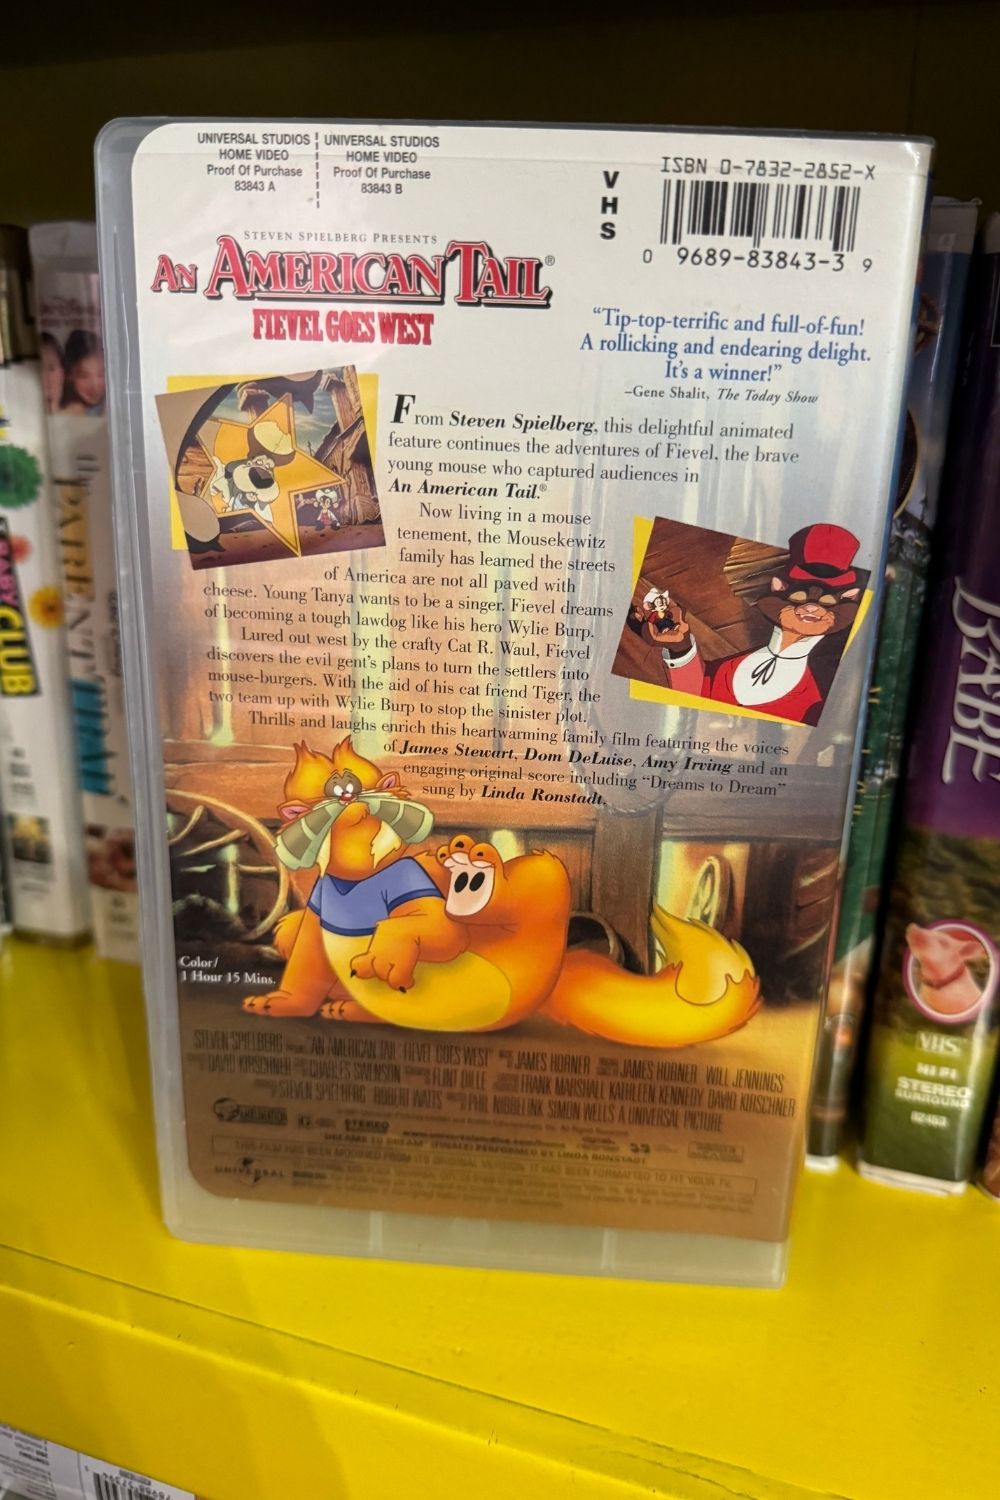 UNIVERSAL STUDIOS
HOME VIDEO
Proof Of Purchase
83843 A
UNIVERSAL STUDIOS
HOME VIDEO
Proof Of Purchase
83843 B
VHS
ISBN 0-7832-2852-X
0 9689-83843-3 9
STEVEN SPIELBERG PRESENTS
AN AMERICAN TAIL®
FIEVEL GOES WEST
“Tip-top-terrific and full-of-fun!
A rollicking and endearing delight.
It’s a winner!”
–Gene Shalit, The Today Show
From Steven Spielberg, this delightful animated
feature continues the adventures of Fievel, the brave
young mouse who captured audiences in
An American Tail.®
Now living in a mouse
tenement, the Mousekewitz
family has learned the streets
of America are not all paved with
cheese. Young Tanya wants to be a singer. Fievel dreams
of becoming a tough lawdog like his hero Wylie Burp.
Lured out west by the crafty Cat R. Waul, Fievel
discovers the evil gent’s plans to turn the settlers into
mouse-burgers. With the aid of his cat friend Tiger, the
two team up with Wylie Burp to stop the sinister plot.
Thrills and laughs enrich this heartwarming family film featuring the voices
of James Stewart, Dom DeLuise, Amy Irving and an
engaging original score including “Dreams to Dream”
sung by Linda Ronstadt.
Color/
1 Hour 15 Mins.
STEVEN SPIELBERG "AN AMERICAN TAIL: FIEVEL GOES WEST" JAMES HORNER JAMES HORNER WILL JENNINGS
DAVID KIRSCHNER CHARLES SWENSON FLINT DILLE FRANK MARSHALL KATHLEEN KENNEDY DAVID KIRSCHNER
STEVEN SPIELBERG ROBERT WATTS PHIL NIBBELINK SIMON WELLS A UNIVERSAL PICTURE
STEREO
"DREAMS TO DREAM" (FINALE) PERFORMED BY LINDA RONSTADT
THIS FILM HAS BEEN MODIFIED FROM ITS ORIGINAL VERSION. IT HAS BEEN FORMATTED TO FIT YOUR TV.
UNIVERSAL
BABY CLUB
the PARENT TRAP
BABE
VHS
HI FI
STEREO
SURROUND
82453